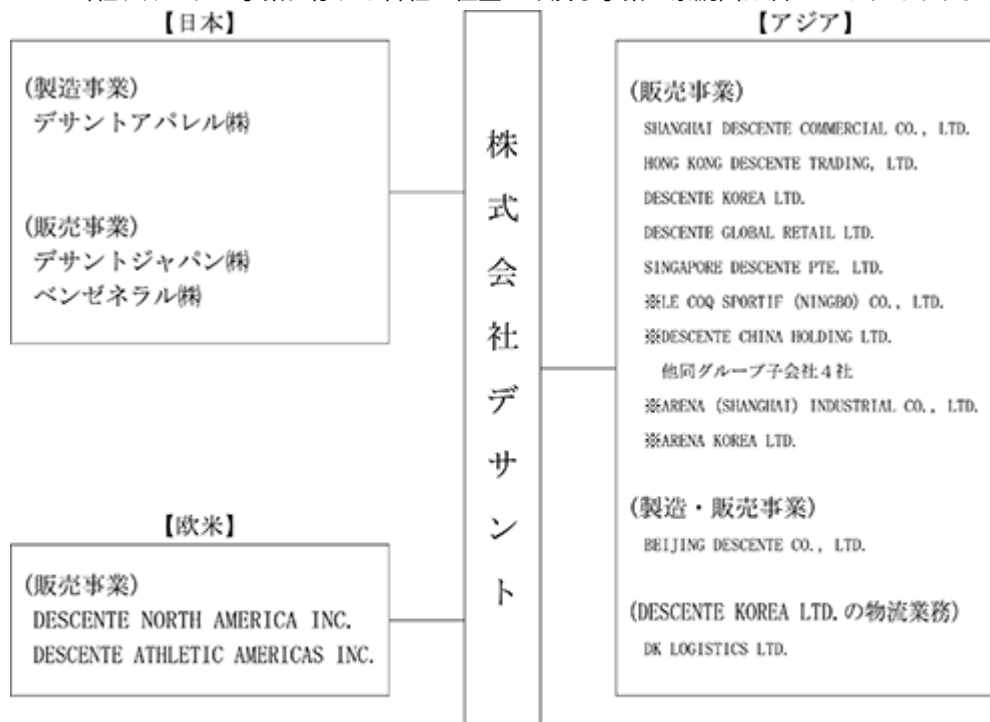 【日本】
(製造事業)
デサントアパレル㈱
(販売事業)
デサントジャパン㈱
ベンゼネラル㈱
【欧米】
(販売事業)
DESCENTE NORTH AMERICA INC.
DESCENTE ATHLETIC AMERICAS INC.
株式会社デサント
【アジア】
(販売事業)
SHANGHAI DESCENTE COMMERCIAL CO., LTD.
HONG KONG DESCENTE TRADING, LTD.
DESCENTE KOREA LTD.
DESCENTE GLOBAL RETAIL LTD.
SINGAPORE DESCENTE PTE. LTD.
※LE COQ SPORTIF (NINGBO) CO., LTD.
※DESCENTE CHINA HOLDING LTD.
他同グループ子会社4社
※ARENA (SHANGHAI) INDUSTRIAL CO., LTD.
※ARENA KOREA LTD.
(製造・販売事業)
BEIJING DESCENTE CO., LTD.
(DESCENTE KOREA LTD.の物流業務)
DK LOGISTICS LTD.